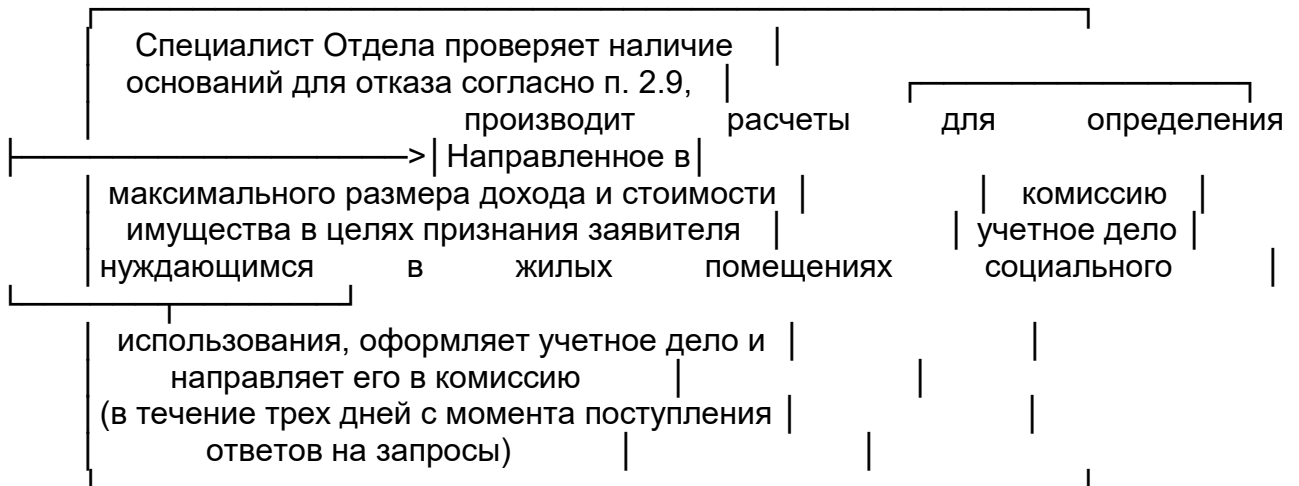 Специалист Отдела проверяет наличие
оснований для отказа согласно п. 2.9,
производит расчеты для определения
>│Направленное в│
максимального размера дохода и стоимости │ │ комиссию │
имущества в целях признания заявителя │ │ учетное дело │
нуждающимся в жилых помещениях социального │
использования, оформляет учетное дело и
направляет его в комиссию
(в течение трех дней с момента поступления
ответов на запросы)